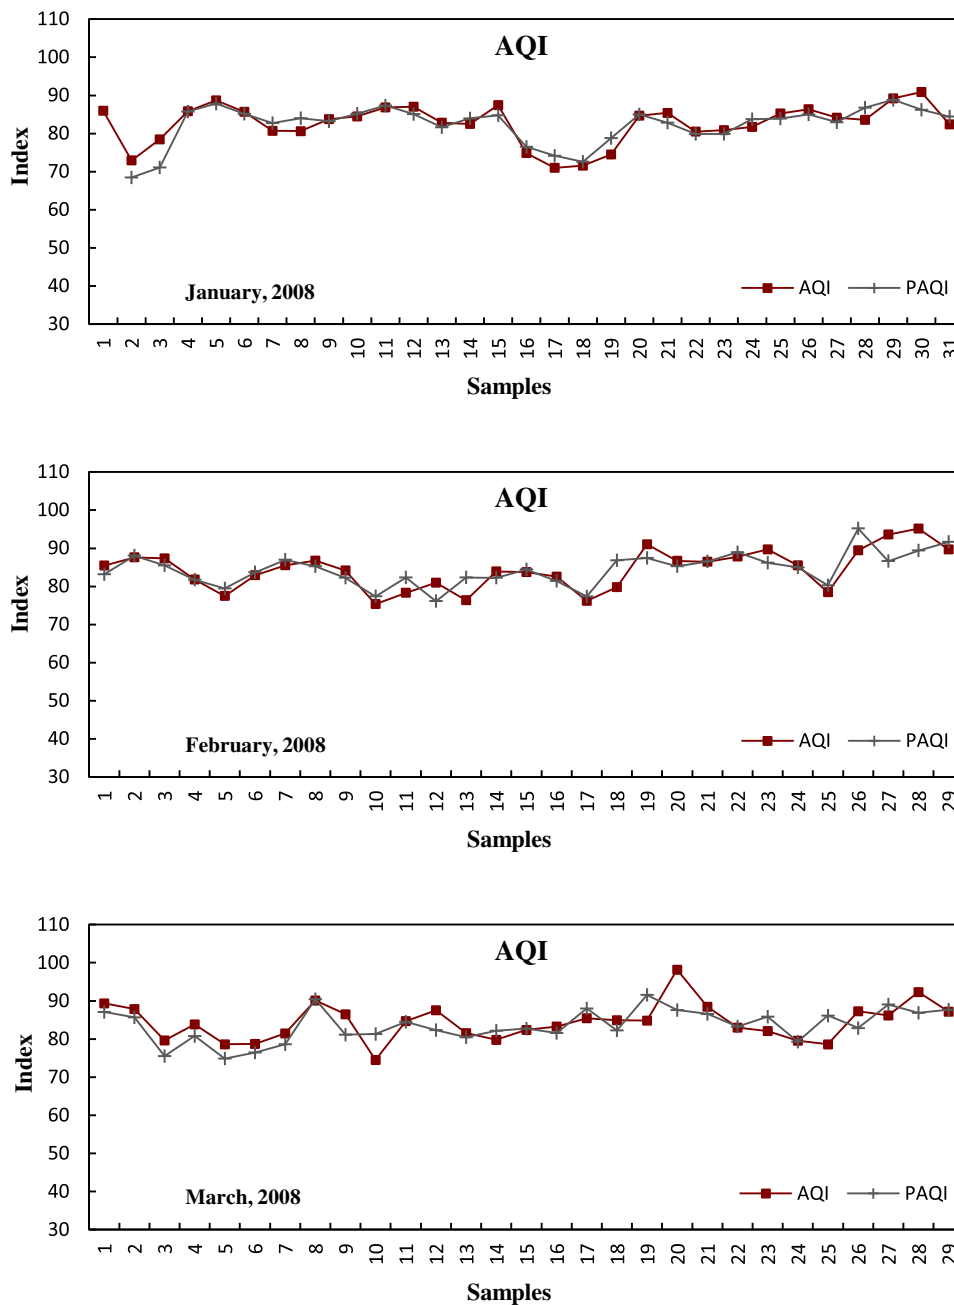 110
AQI
100
90
80
70
60
50
40
30
Index
January, 2008
AQI PAQI
1 2 3 4 5 6 7 8 9 10 11 12 13 14 15 16 17 18 19 20 21 22 23 24 25 26 27 28 29 30 31
Samples
110
AQI
100
90
80
70
60
50
40
30
Index
February, 2008
AQI PAQI
1 2 3 4 5 6 7 8 9 10 11 12 13 14 15 16 17 18 19 20 21 22 23 24 25 26 27 28 29
Samples
110
AQI
100
90
80
70
60
50
40
30
Index
March, 2008
AQI PAQI
1 2 3 4 5 6 7 8 9 10 11 12 13 14 15 16 17 18 19 20 21 22 23 24 25 26 27 28 29
Samples